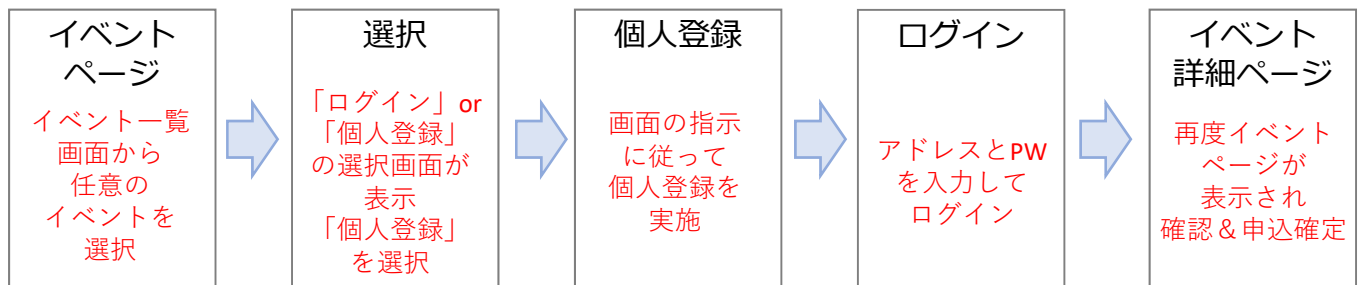 イベント
ページ
イベント一覧
画面から
任意の
イベントを
選択
選択
「ログイン」or
「個人登録」
の選択画面が
表示
「個人登録」
を選択
個人登録
画面の指示
に従って
個人登録を
実施
ログイン
アドレスとPW
を入力して
ログイン
イベント
詳細ページ
再度イベント
ページが
表示され
確認＆申込確定